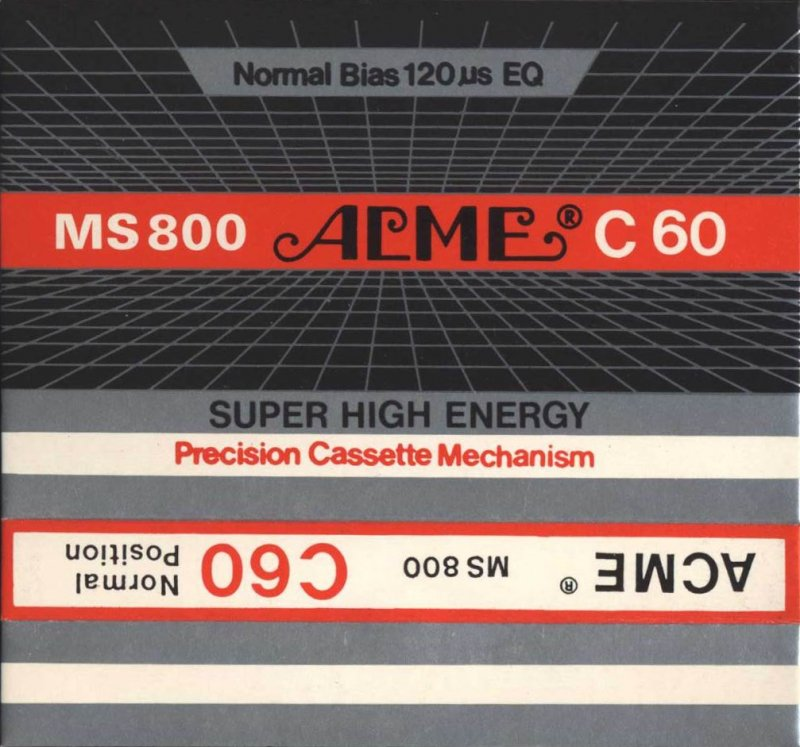 Normal Bias 120 µs EQ
MS 800 ACME® C 60
SUPER HIGH ENERGY
Precision Cassette Mechanism
ACME ® MS 800 C60 Normal
Position